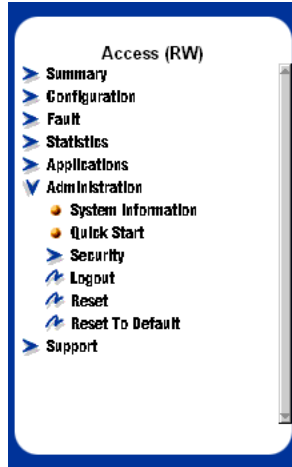 Access (RW)
Summary
Configuration
Fault
Statistics
Applications
Administration
System Information
Quick Start
Security
Logout
Reset
Reset To Default
Support